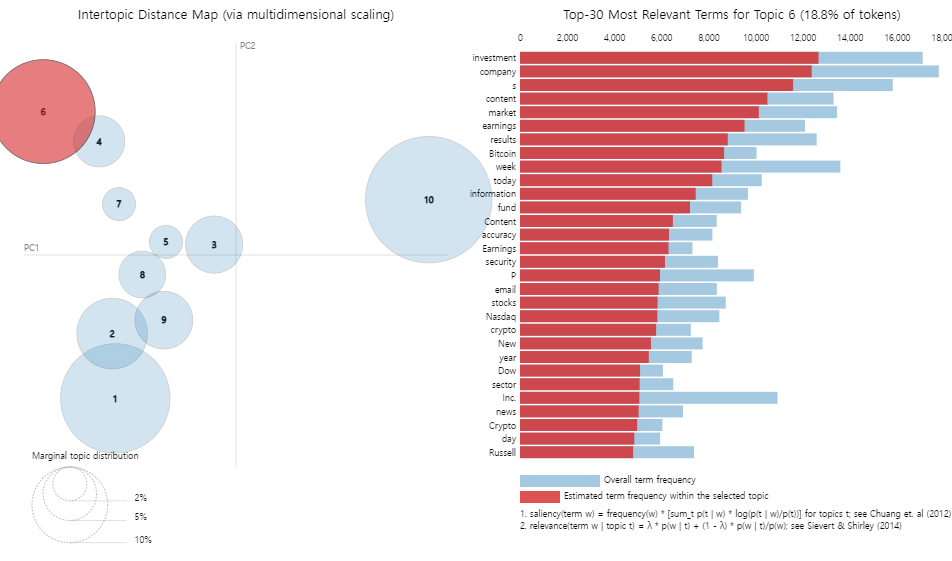 Intertopic Distance Map (via multidimensional scaling)
PC2
PC1
6
4
7
5
3
10
8
9
2
1
Marginal topic distribution
2%
5%
10%
Top-30 Most Relevant Terms for Topic 6 (18.8% of tokens)
0 2,000 4,000 6,000 8,000 10,000 12,000 14,000 16,000 18,00
investment
company
s
content
market
earnings
results
Bitcoin
week
today
information
fund
Content
accuracy
Earnings
security
P
email
stocks
Nasdaq
crypto
New
year
Dow
sector
Inc.
news
Crypto
day
Russell
Overall term frequency
Estimated term frequency within the selected topic
1. saliency(term w) = frequency(w) * [sum_t p(t | w) * log(p(t | w)/p(t))] for topics t; see Chuang et. al (2012)
2. relevance(term w | topic t) = λ * p(w | t) + (1 - λ) * p(w | t)/p(w); see Sievert & Shirley (2014)